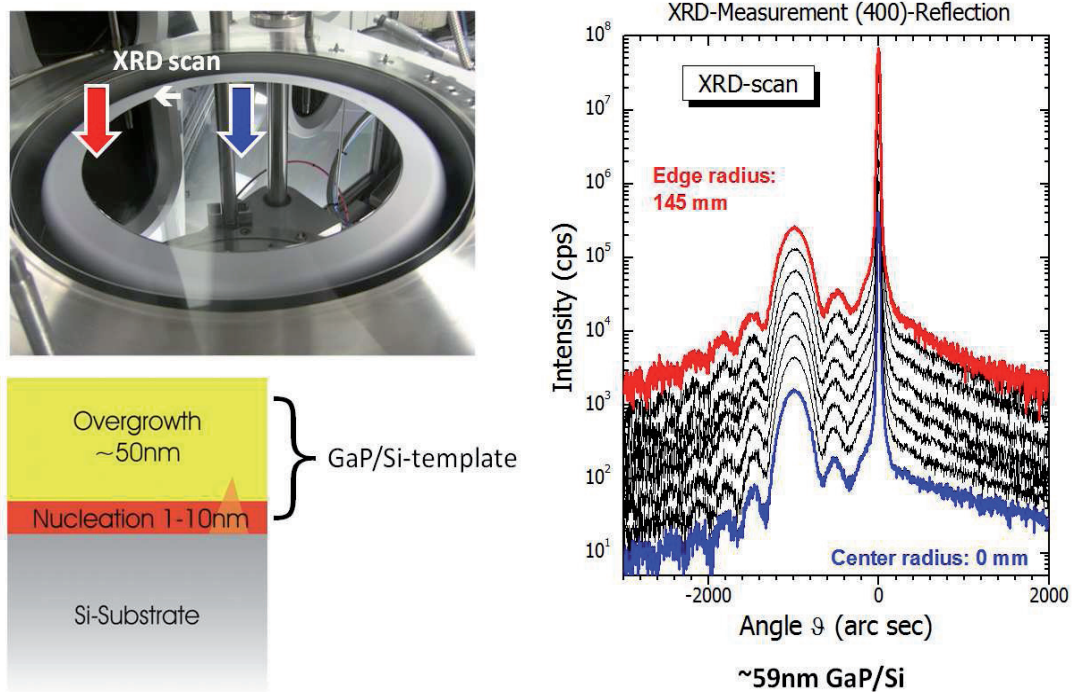 XRD scan
Overgrowth
~50nm
Nucleation 1-10nm
Si-Substrate
GaP/Si-template
XRD-Measurement (400)-Reflection
XRD-scan
Edge radius:
145 mm
Center radius: 0 mm
Intensity (cps)
10⁸
10⁷
10⁶
10⁵
10⁴
10³
10²
10¹
-2000
0
2000
Angle ϑ (arc sec)
~59nm GaP/Si